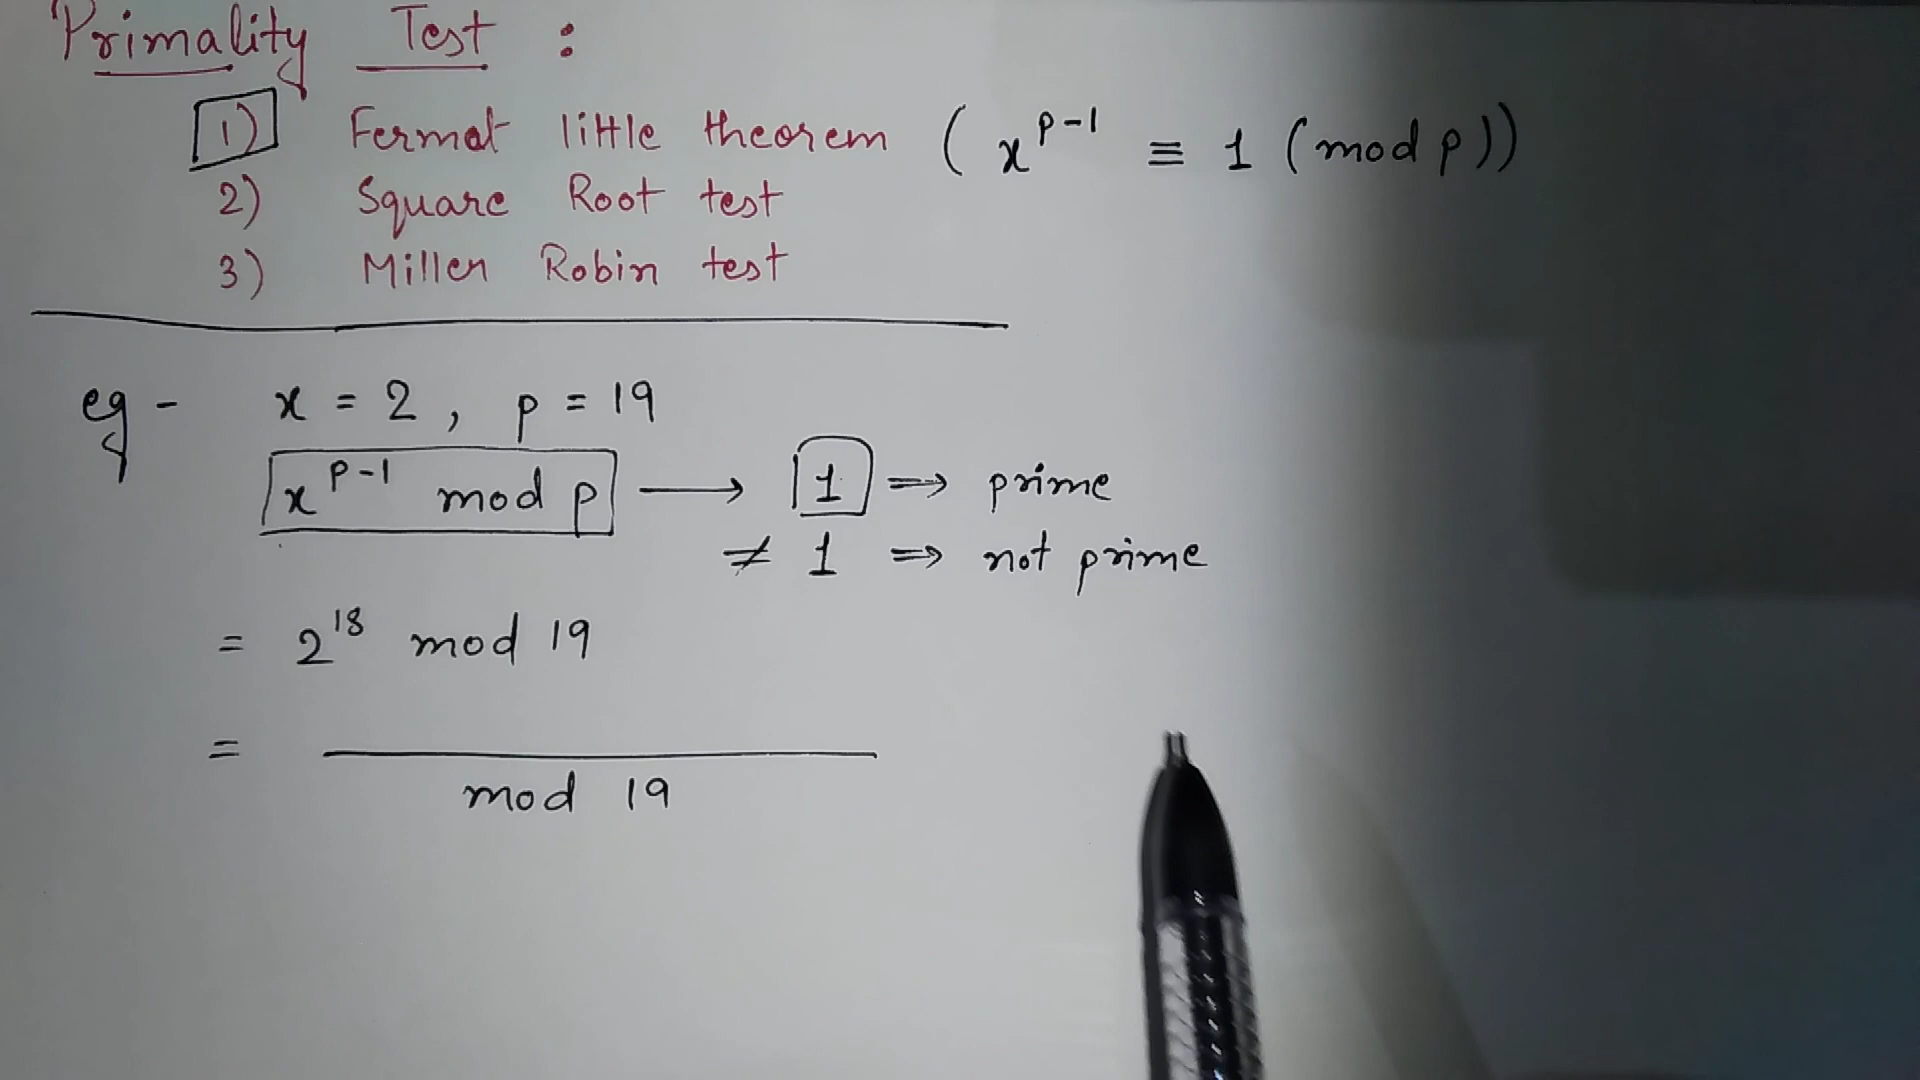 Primality Test :
1) Fermat little theorem ( x^{p-1} ≡ 1 (mod p))
2) Square Root test
3) Miller Robin test
eg - x = 2 , p = 19
x^{p-1} mod p → 1 ⇒ prime
≠ 1 ⇒ not prime
= 2^{18} mod 19
= ‾‾‾‾
mod 19